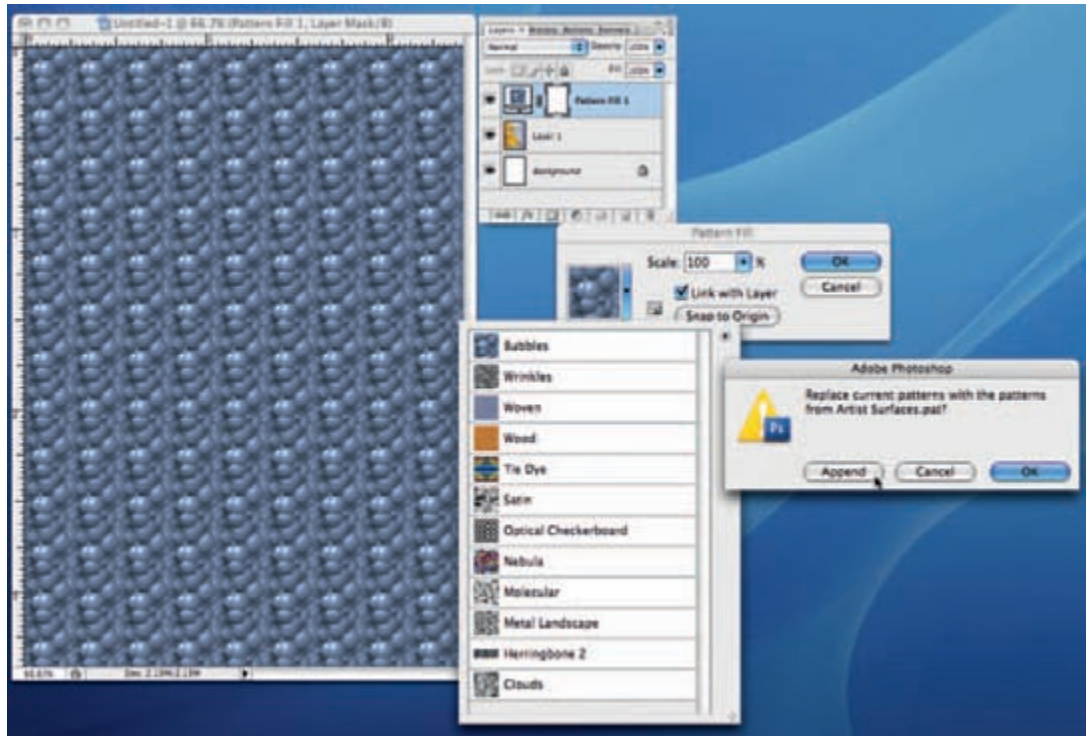 Untitled-1 @ 66.7% (Pattern Fill 1, Layer Mask/8)
Layers
Normal
Opacity: 100%
Fill: 100%
Pattern Fill 1
Layer 1
Background
Pattern Fill
Scale: 100 %
OK
Link with Layer
Cancel
Snap to Origin
Bubbles
Wrinkles
Woven
Wood
Tie Dye
Satin
Optical Checkerboard
Nebula
Molecular
Metal Landscape
Herringbone 2
Clouds
Adobe Photoshop
Replace current patterns with the patterns
from Artist Surfaces.pat?
Ps
Append
Cancel
OK